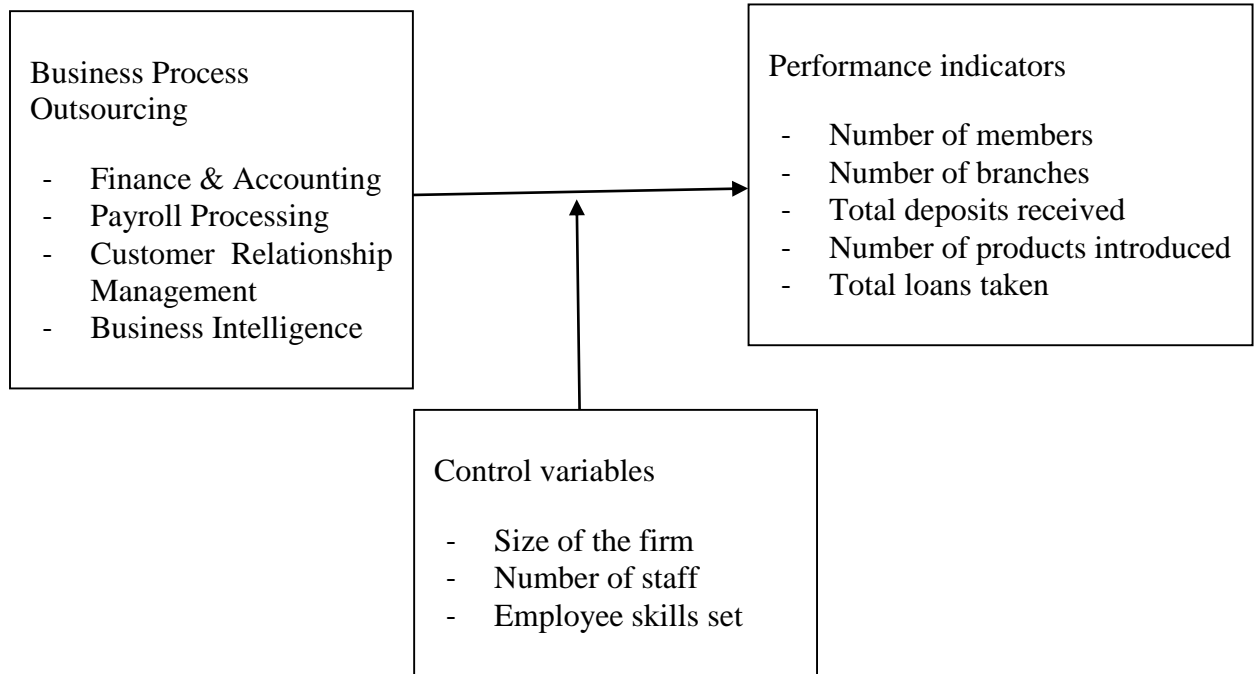 Business Process
Outsourcing
- Finance & Accounting
- Payroll Processing
- Customer Relationship
Management
- Business Intelligence
Performance indicators
- Number of members
- Number of branches
- Total deposits received
- Number of products introduced
- Total loans taken
Control variables
- Size of the firm
- Number of staff
- Employee skills set